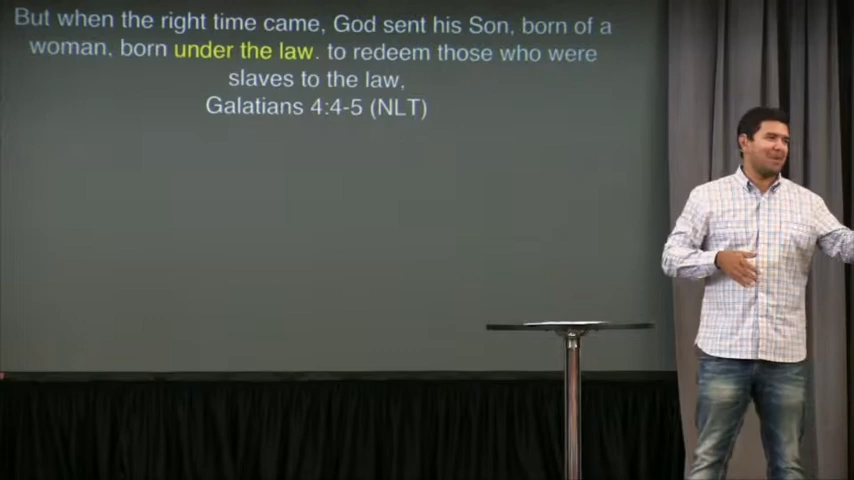 But when the right time came, God sent his Son, born of a
woman, born under the law, to redeem those who were
slaves to the law,
Galatians 4:4-5 (NLT)